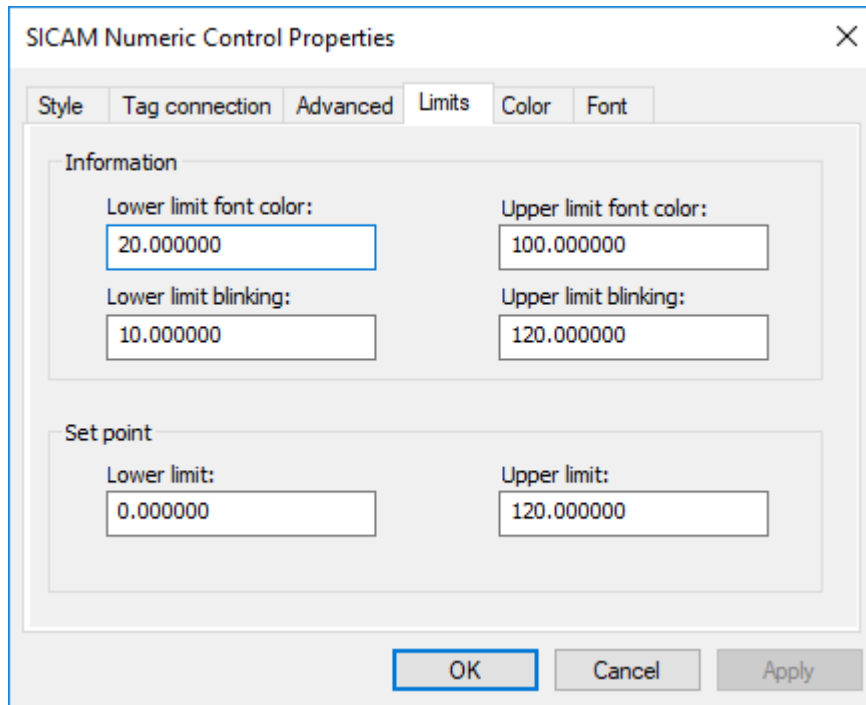 SICAM Numeric Control Properties
Style Tag connection Advanced Limits Color Font
Information
Lower limit font color: Upper limit font color:
20.000000 100.000000
Lower limit blinking: Upper limit blinking:
10.000000 120.000000
Set point
Lower limit: Upper limit:
0.000000 120.000000
OK Cancel Apply